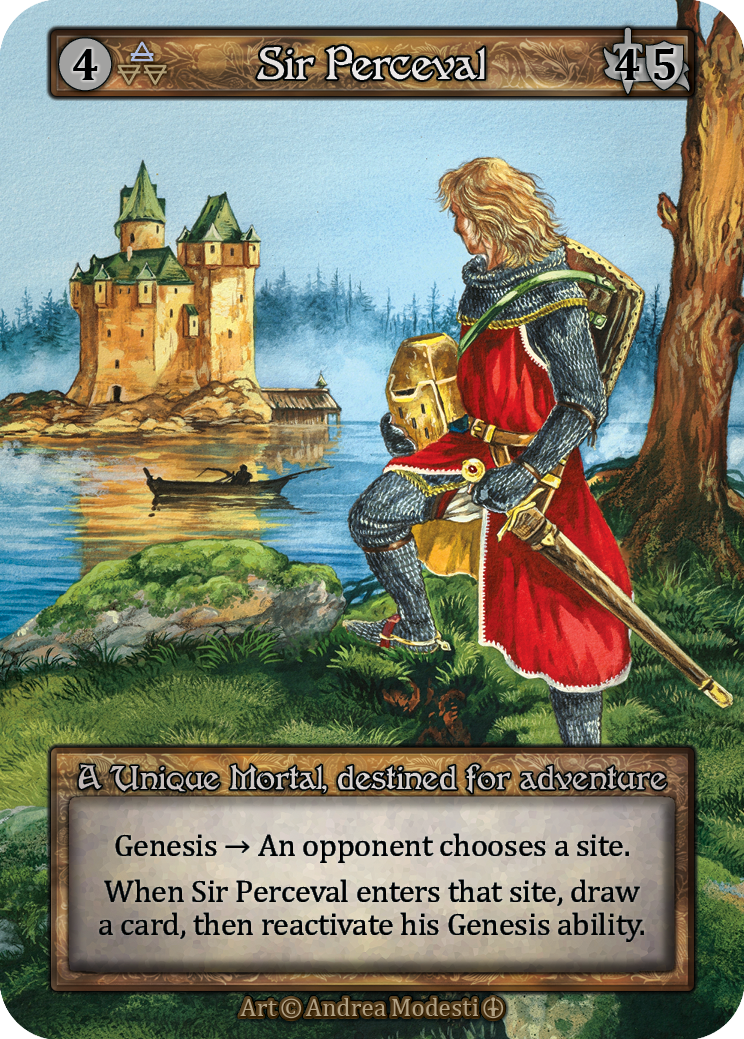 4 Sir Perceval 4 5
A Unique Mortal, destined for adventure
Genesis → An opponent chooses a site.
When Sir Perceval enters that site, draw
a card, then reactivate his Genesis ability.
Art © Andrea Modesti